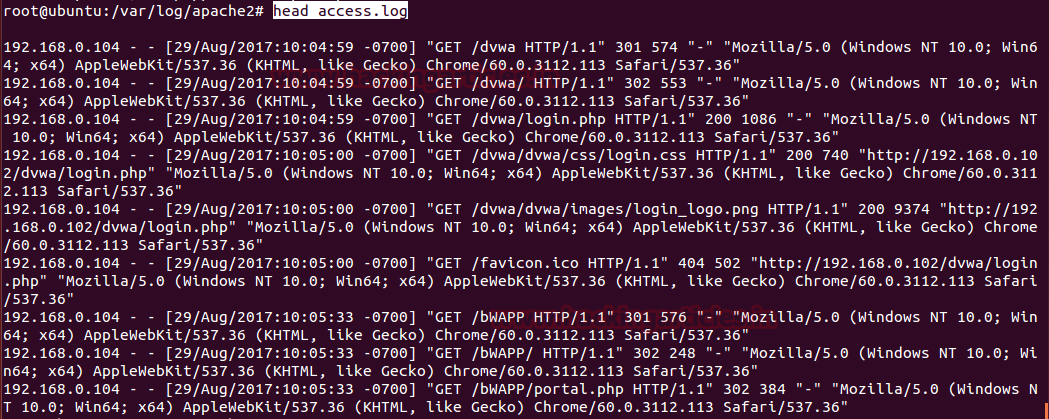 root@ubuntu:/var/log/apache2# head access.log
192.168.0.104 - - [29/Aug/2017:10:04:59 -0700] "GET /dvwa HTTP/1.1" 301 574 "-" "Mozilla/5.0 (Windows NT 10.0; Win6
4; x64) AppleWebKit/537.36 (KHTML, like Gecko) Chrome/60.0.3112.113 Safari/537.36"
192.168.0.104 - - [29/Aug/2017:10:04:59 -0700] "GET /dvwa/ HTTP/1.1" 302 553 "-" "Mozilla/5.0 (Windows NT 10.0; Win
64; x64) AppleWebKit/537.36 (KHTML, like Gecko) Chrome/60.0.3112.113 Safari/537.36"
192.168.0.104 - - [29/Aug/2017:10:04:59 -0700] "GET /dvwa/login.php HTTP/1.1" 200 1086 "-" "Mozilla/5.0 (Windows NT
 10.0; Win64; x64) AppleWebKit/537.36 (KHTML, like Gecko) Chrome/60.0.3112.113 Safari/537.36"
192.168.0.104 - - [29/Aug/2017:10:05:00 -0700] "GET /dvwa/dvwa/css/login.css HTTP/1.1" 200 740 "http://192.168.0.10
2/dvwa/login.php" "Mozilla/5.0 (Windows NT 10.0; Win64; x64) AppleWebKit/537.36 (KHTML, like Gecko) Chrome/60.0.311
2.113 Safari/537.36"
192.168.0.104 - - [29/Aug/2017:10:05:00 -0700] "GET /dvwa/dvwa/images/login_logo.png HTTP/1.1" 200 9374 "http://192
.168.0.102/dvwa/login.php" "Mozilla/5.0 (Windows NT 10.0; Win64; x64) AppleWebKit/537.36 (KHTML, like Gecko) Chrome
/60.0.3112.113 Safari/537.36"
192.168.0.104 - - [29/Aug/2017:10:05:00 -0700] "GET /favicon.ico HTTP/1.1" 404 502 "http://192.168.0.102/dvwa/login
.php" "Mozilla/5.0 (Windows NT 10.0; Win64; x64) AppleWebKit/537.36 (KHTML, like Gecko) Chrome/60.0.3112.113 Safari
/537.36"
192.168.0.104 - - [29/Aug/2017:10:05:33 -0700] "GET /bWAPP HTTP/1.1" 301 576 "-" "Mozilla/5.0 (Windows NT 10.0; Win
64; x64) AppleWebKit/537.36 (KHTML, like Gecko) Chrome/60.0.3112.113 Safari/537.36"
192.168.0.104 - - [29/Aug/2017:10:05:33 -0700] "GET /bWAPP/ HTTP/1.1" 302 248 "-" "Mozilla/5.0 (Windows NT 10.0; Wi
n64; x64) AppleWebKit/537.36 (KHTML, like Gecko) Chrome/60.0.3112.113 Safari/537.36"
192.168.0.104 - - [29/Aug/2017:10:05:33 -0700] "GET /bWAPP/portal.php HTTP/1.1" 302 384 "-" "Mozilla/5.0 (Windows N
T 10.0; Win64; x64) AppleWebKit/537.36 (KHTML, like Gecko) Chrome/60.0.3112.113 Safari/537.36"